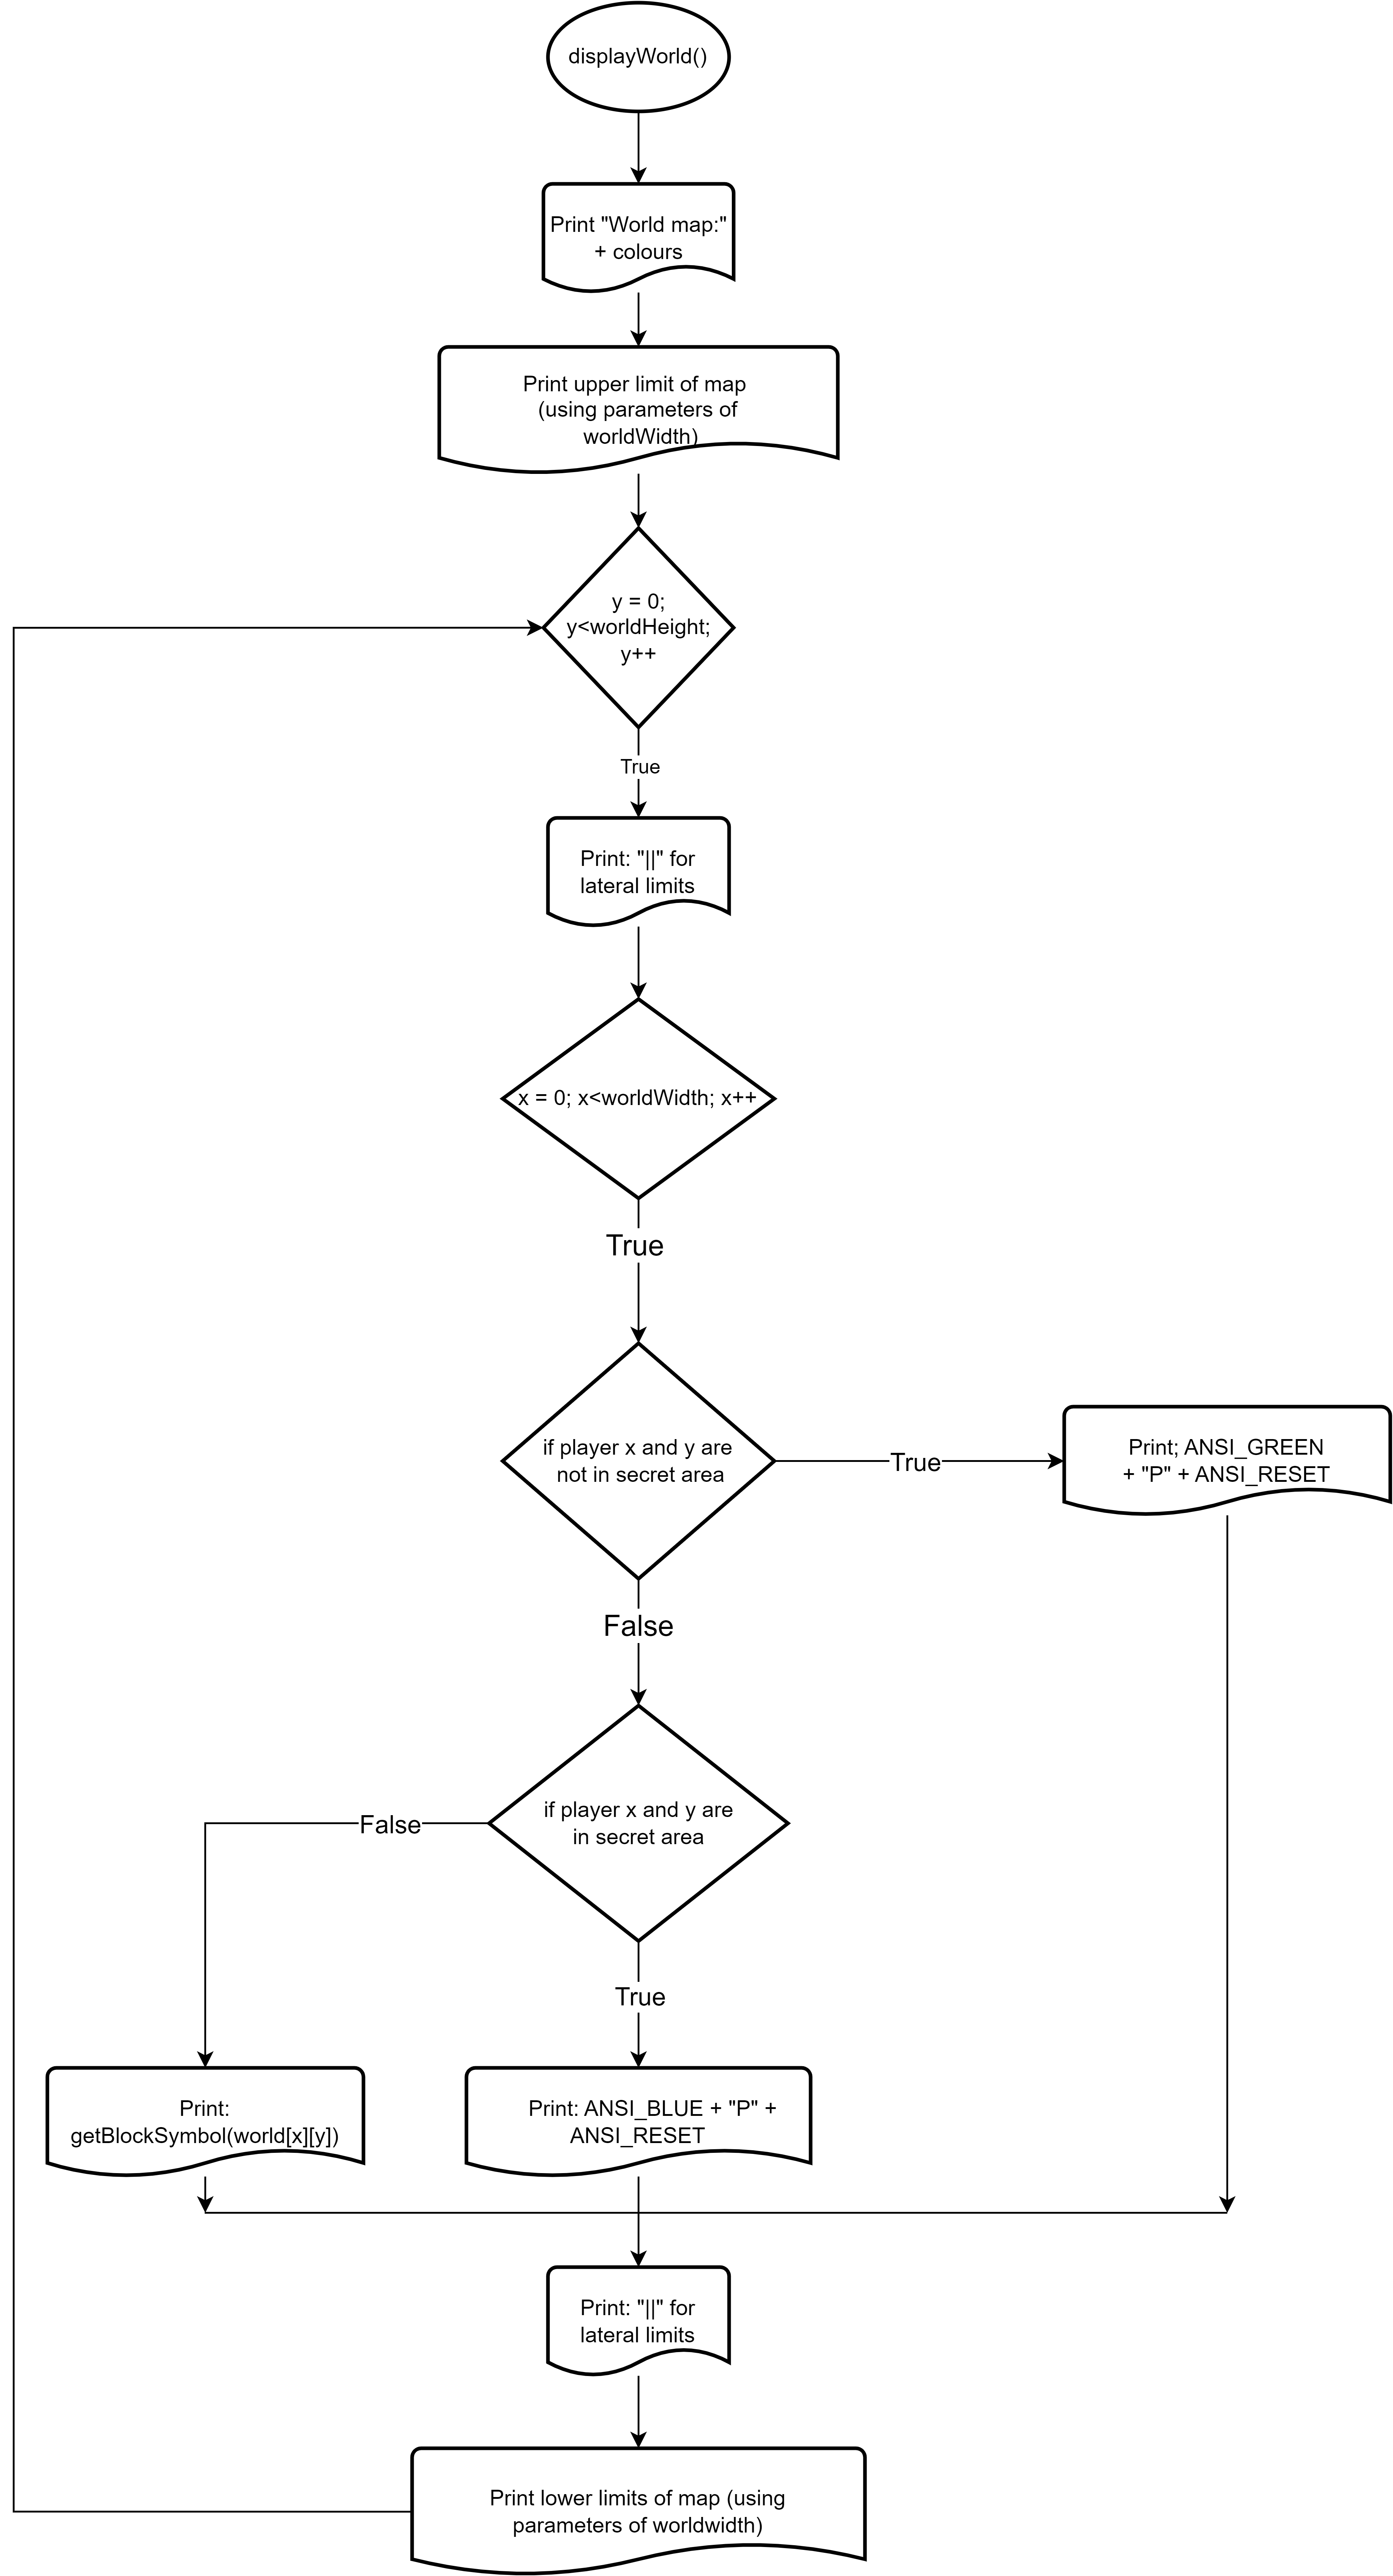 displayWorld()
Print "World map:"
+ colours
Print upper limit of map
(using parameters of
worldWidth)
y = 0;
y<worldHeight;
y++
True
Print: "||" for
lateral limits
x = 0; x<worldWidth; x++
True
if player x and y are
not in secret area
True
Print; ANSI_GREEN
+ "P" + ANSI_RESET
False
if player x and y are
in secret area
False
True
Print:
getBlockSymbol(world[x][y])
Print: ANSI_BLUE + "P" +
ANSI_RESET
Print: "||" for
lateral limits
Print lower limits of map (using
parameters of worldwidth)